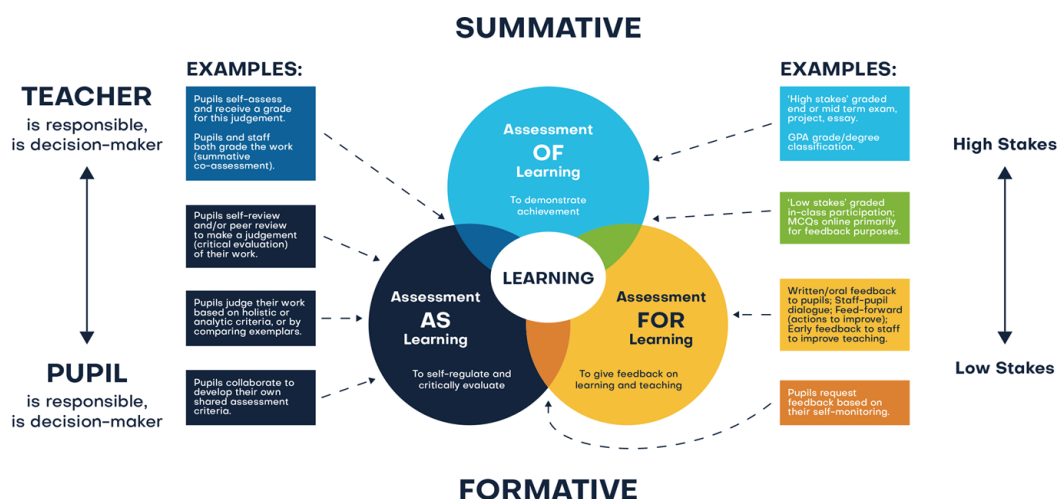 SUMMATIVE
TEACHER
is responsible,
is decision-maker
PUPIL
is responsible,
is decision-maker
EXAMPLES:
Pupils self-assess
and receive a grade
for this judgement.
Pupils and staff
both grade the work
(summative
co-assessment).
Pupils self-review
and/or peer review
to make a judgement
(critical evaluation)
of their work.
Pupils judge their work
based on holistic or
analytic criteria, or by
comparing exemplars.
Pupils collaborate to
develop their own
shared assessment
criteria.
Assessment
OF
Learning
To demonstrate
achievement
LEARNING
Assessment
AS
Learning
To self-regulate and
critically evaluate
Assessment
FOR
Learning
To give feedback on
learning and teaching
EXAMPLES:
‘High stakes’ graded
end or mid term exam,
project, essay.
GPA grade/degree
classification.
‘Low stakes’ graded
in-class participation;
MCQs online primarily
for feedback purposes.
Written/oral feedback
to pupils; Staff-pupil
dialogue; Feed-forward
(actions to improve);
Early feedback to staff
to improve teaching.
Pupils request
feedback based on
their self-monitoring.
High Stakes
Low Stakes
FORMATIVE